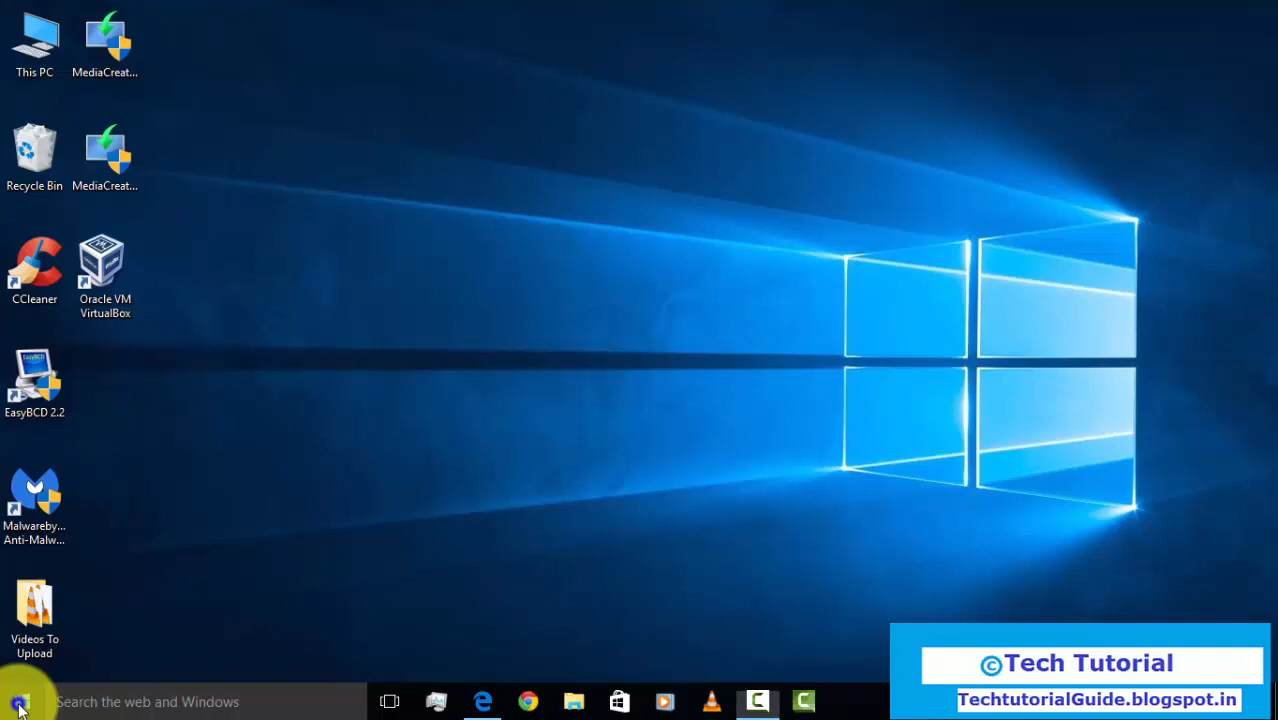 This PC
MediaCreat...
Recycle Bin
MediaCreat...
CCleaner
Oracle VM
VirtualBox
EasyBCD
EasyBCD 2.2
Malwareby...
Anti-Malw...
Videos To
Upload
Search the web and Windows
©Tech Tutorial
TechtutorialGuide.blogspot.in